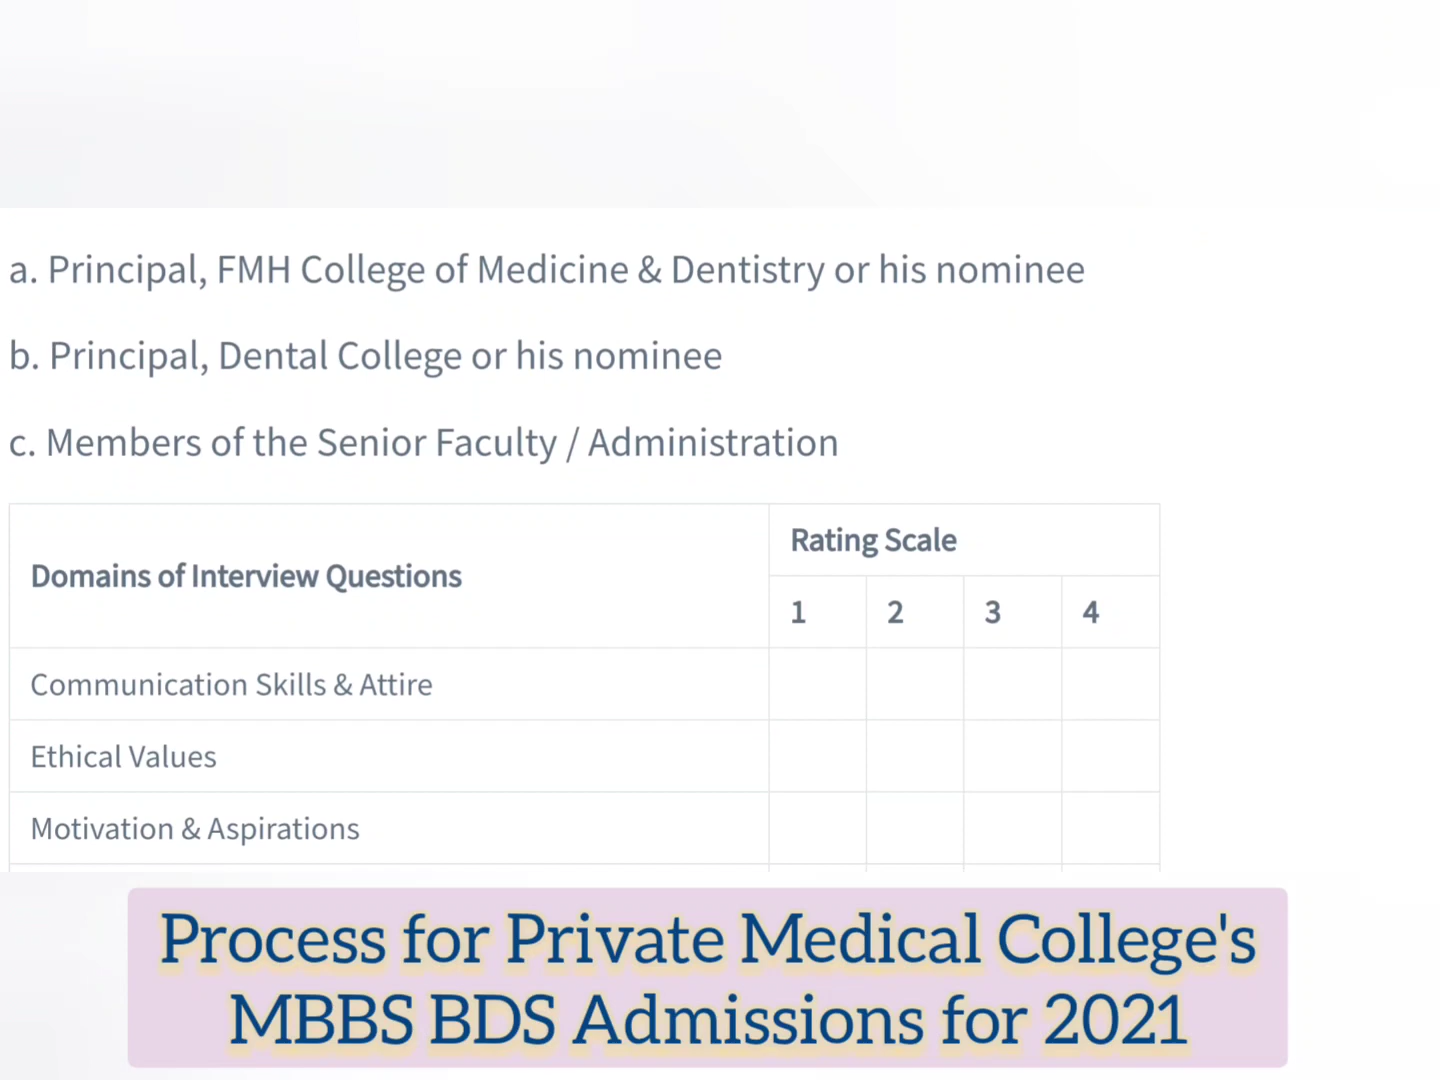 a. Principal, FMH College of Medicine & Dentistry or his nominee
b. Principal, Dental College or his nominee
c. Members of the Senior Faculty / Administration
Domains of Interview Questions
Rating Scale
1 2 3 4
Communication Skills & Attire
Ethical Values
Motivation & Aspirations
Process for Private Medical College's
MBBS BDS Admissions for 2021